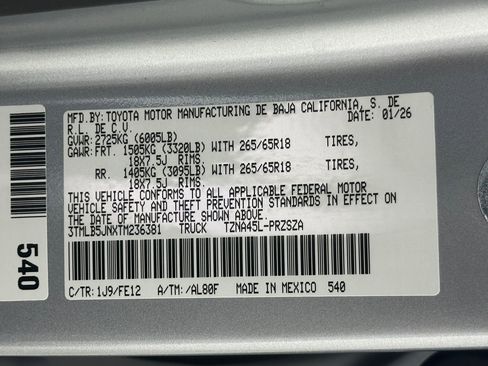 MFD.BY:TOYOTA MOTOR MANUFACTURING DE BAJA CALIFORNIA, S. DE
R.L. DE C.V. DATE: 01/26
GVWR: 2725KG (6005LB)
GAWR:FRT. 1505KG (3320LB) WITH 265/65R18 TIRES,
18X7.5J RIMS.
RR. 1405KG (3095LB) WITH 265/65R18 TIRES,
18X7.5J RIMS.
THIS VEHICLE CONFORMS TO ALL APPLICABLE FEDERAL MOTOR
VEHICLE SAFETY AND THEFT PREVENTION STANDARDS IN EFFECT ON
THE DATE OF MANUFACTURE SHOWN ABOVE.
3TMLB5JNXTM236381 TRUCK TZNA45L-PRZSZA
C/TR: 1J9/FE12 A/TM: /AL80F MADE IN MEXICO 540
540